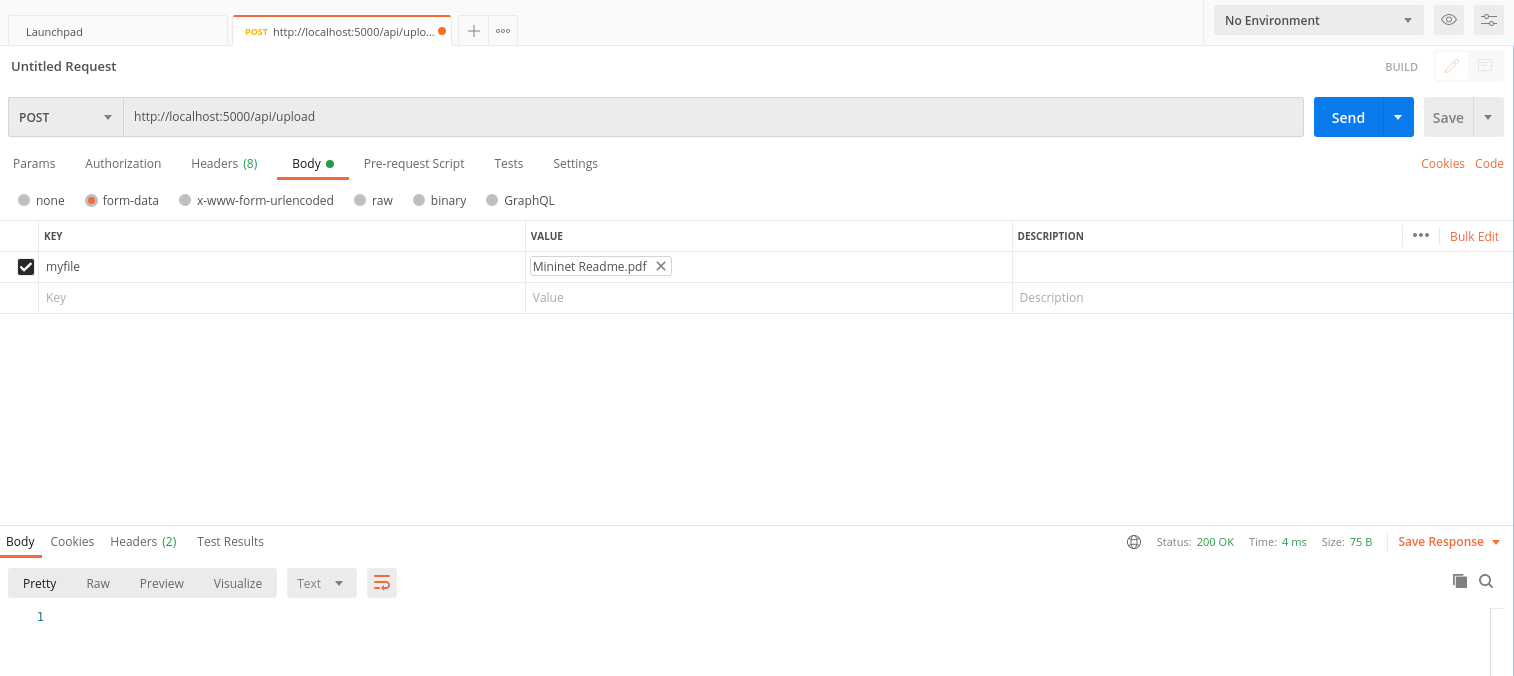 Launchpad
POST http://localhost:5000/api/uplo...
No Environment
Untitled Request
BUILD
POST http://localhost:5000/api/upload Send Save
Params Authorization Headers (8) Body Pre-request Script Tests Settings Cookies Code
none form-data x-www-form-urlencoded raw binary GraphQL
KEY VALUE DESCRIPTION ••• Bulk Edit
myfile Mininet Readme.pdf
Key Value Description
Body Cookies Headers (2) Test Results Status: 200 OK Time: 4 ms Size: 75 B Save Response
Pretty Raw Preview Visualize Text
1